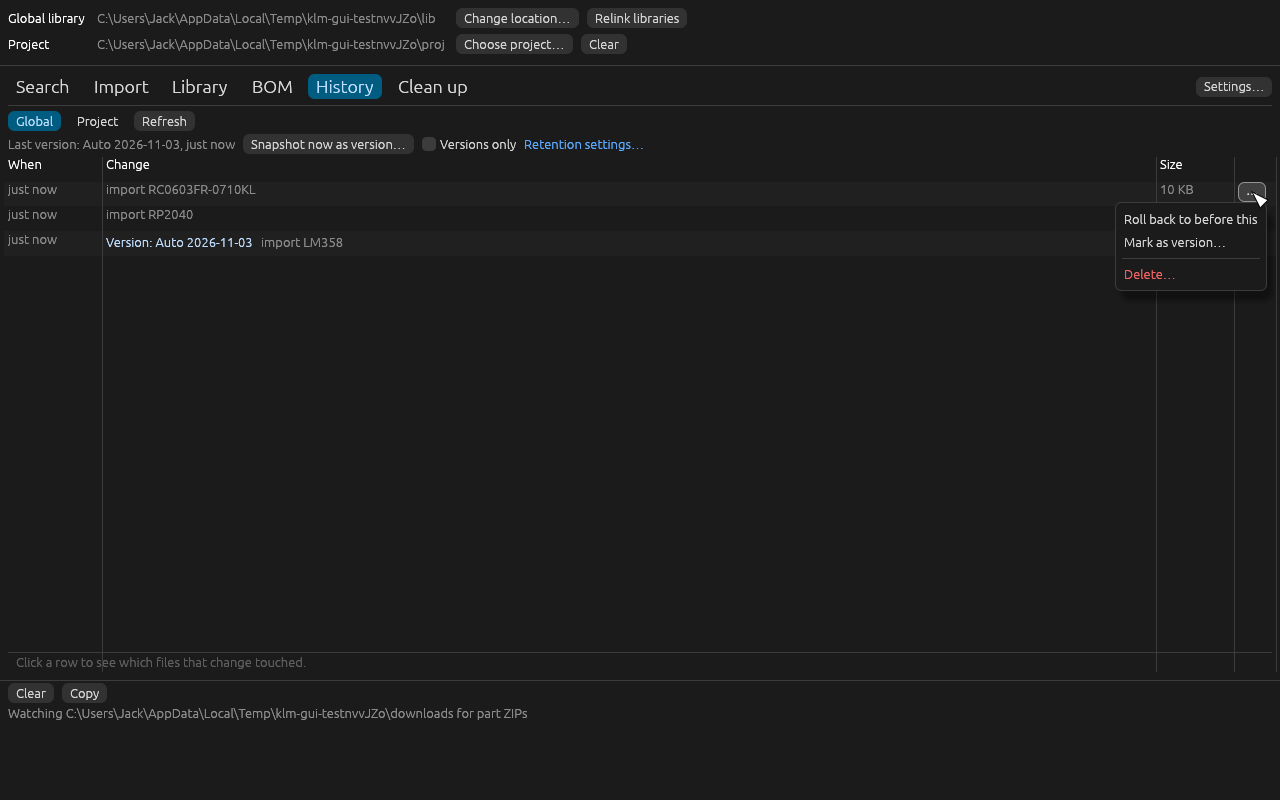 Global library C:\Users\Jack\AppData\Local\Temp\klm-gui-testnvvJZo\lib Change location… Relink libraries
Project C:\Users\Jack\AppData\Local\Temp\klm-gui-testnvvJZo\proj Choose project… Clear
Search Import Library BOM History Clean up Settings…
Global Project Refresh
Last version: Auto 2026-11-03, just now Snapshot now as version… Versions only Retention settings…
When Change Size
just now import RC0603FR-0710KL 10 KB …
just now import RP2040
just now Version: Auto 2026-11-03 import LM358
Roll back to before this
Mark as version…
Delete…
Click a row to see which files that change touched.
Clear Copy
Watching C:\Users\Jack\AppData\Local\Temp\klm-gui-testnvvJZo\downloads for part ZIPs